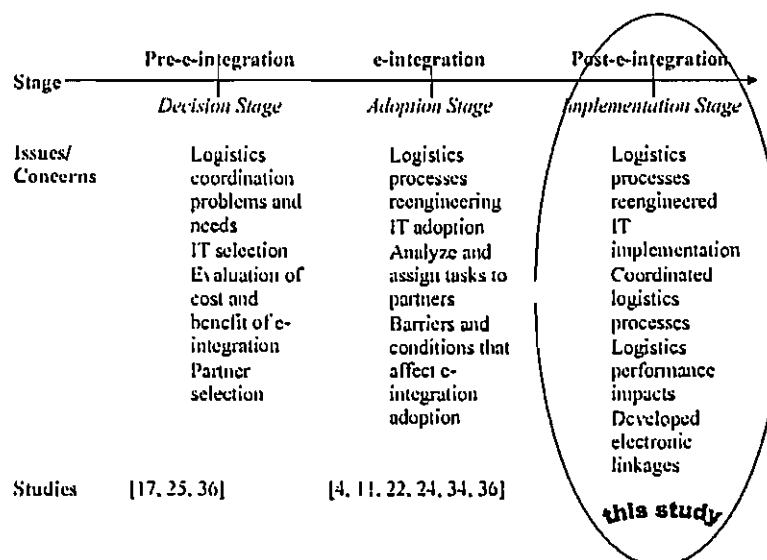 Pre-e-integration e-integration Post-e-integration
Stage
Decision Stage Adoption Stage Implementation Stage
Issues/ Logistics Logistics Logistics
Concerns coordination processes processes
problems and reengineering reengineered
needs IT adoption IT
IT selection Analyze and implementation
Evaluation of assign tasks to Coordinated
cost and partners logistics
benefit of e- Barriers and processes
integration conditions that Logistics
Partner affect e- performance
selection integration impacts
adoption Developed
electronic
linkages
Studies [17, 25, 36] [4, 11, 22, 24, 34, 36]
this study